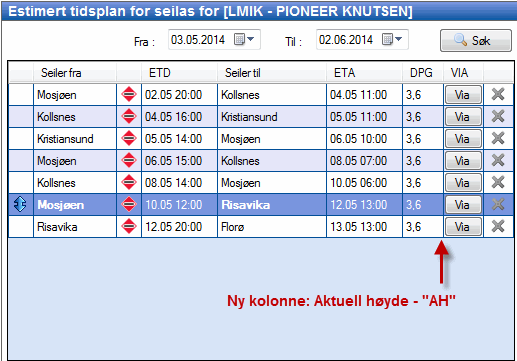 Estimert tidsplan for seilas for [LMIK - PIONEER KNUTSEN]
Fra : 03.05.2014 Til : 02.06.2014 Søk
Seiler fra ETD Seiler til ETA DPG VIA
Mosjøen 02.05 20:00 Kollsnes 04.05 11:00 3,6 Via
Kollsnes 04.05 16:00 Kristiansund 05.05 11:00 3,6 Via
Kristiansund 05.05 14:00 Mosjøen 06.05 10:00 3,6 Via
Mosjøen 06.05 15:00 Kollsnes 08.05 07:00 3,6 Via
Kollsnes 08.05 14:00 Mosjøen 10.05 06:00 3,6 Via
Mosjøen 10.05 12:00 Risavika 12.05 13:00 3,6 Via
Risavika 12.05 20:00 Florø 13.05 13:00 3,6 Via
Ny kolonne: Aktuell høyde - "AH"